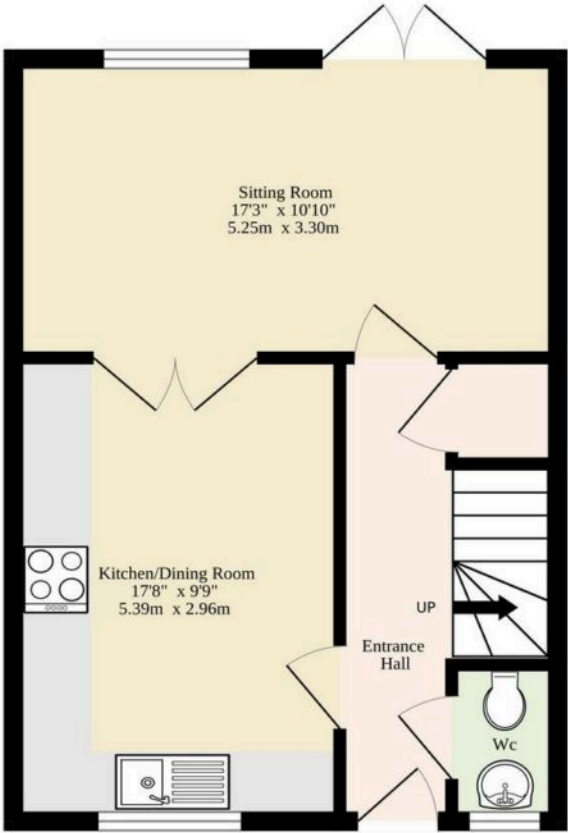 Sitting Room
17'3" x 10'10"
5.25m x 3.30m
Kitchen/Dining Room
17'8" x 9'9"
5.39m x 2.96m
UP
Entrance
Hall
Wc